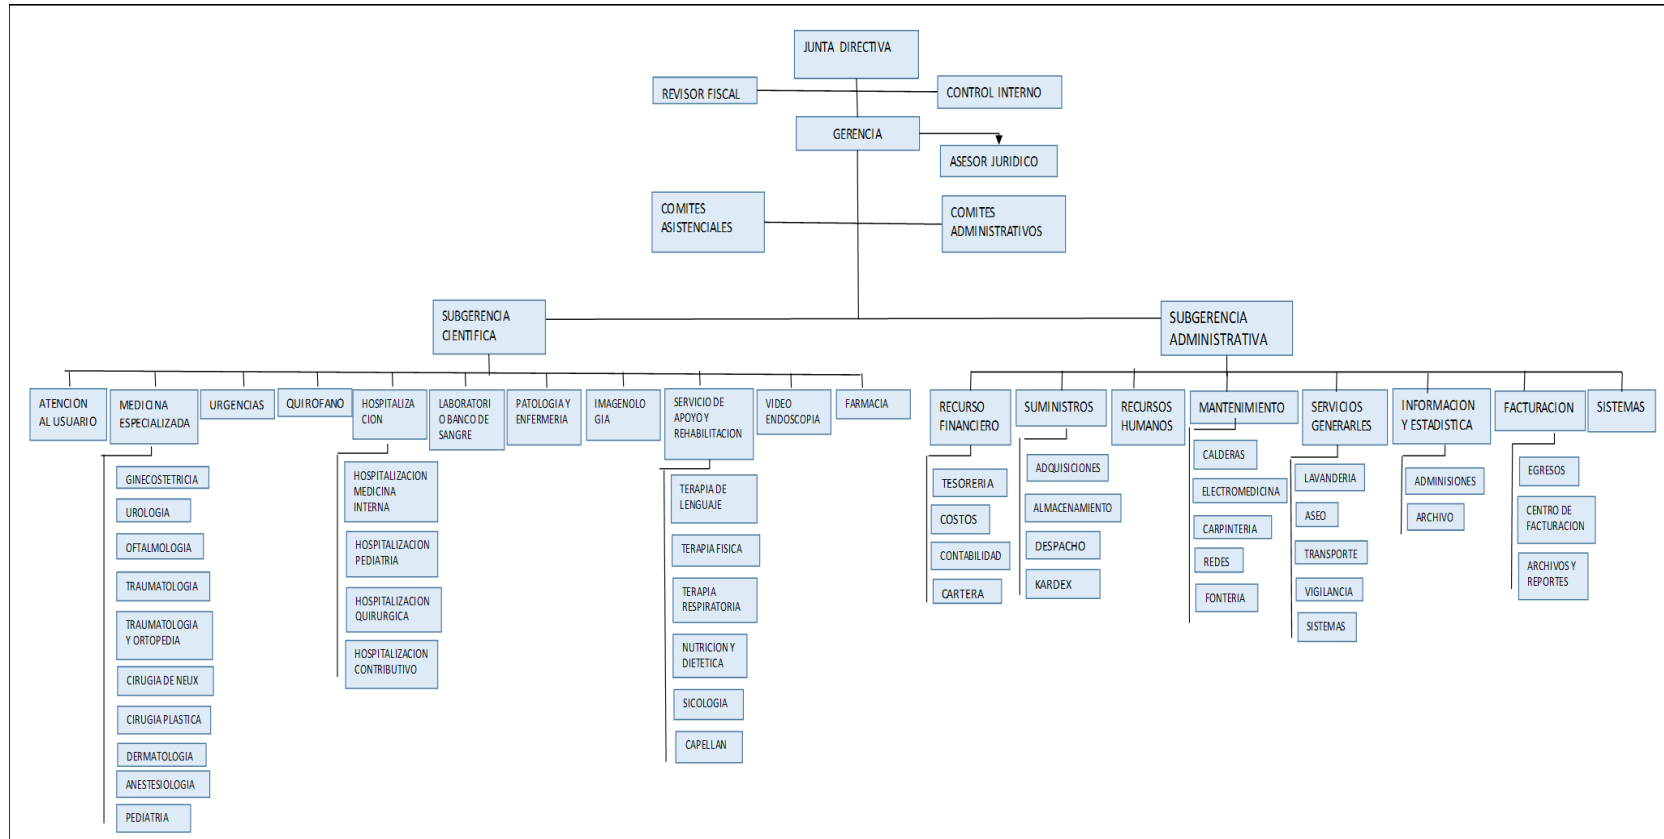 JUNTA DIRECTIVA
REVISOR FISCAL
CONTROL INTERNO
GERENCIA
ASESOR JURIDICO
COMITES
ASISTENCIALES
COMITES
ADMINISTRATIVOS
SUBGERENCIA
CIENTIFICA
SUBGERENCIA
ADMINISTRATIVA
ATENCION
AL USUARIO
MEDICINA
ESPECIALIZADA
URGENCIAS
QUIROFANO
HOSPITALIZA
CION
LABORATORI
O BANCO DE
SANGRE
PATOLOGIA Y
ENFERMERIA
IMAGENOLO
GIA
SERVICIO DE
APOYO Y
REHABILITACION
VIDEO
ENDOSCOPIA
FARMACIA
RECURSO
FINANCIERO
SUMINISTROS
RECURSOS
HUMANOS
MANTENIMIENTO
SERVICIOS
GENERARLES
INFORMACION
Y ESTADISTICA
FACTURACION
SISTEMAS
GINECOSTETRICIA
UROLOGIA
OFTALMOLOGIA
TRAUMATOLOGIA
TRAUMATOLOGIA
Y ORTOPEDIA
CIRUGIA DE NEUX
CIRUGIA PLASTICA
DERMATOLOGIA
ANESTESIOLOGIA
PEDIATRIA
HOSPITALIZACION
MEDICINA
INTERNA
HOSPITALIZACION
PEDIATRIA
HOSPITALIZACION
QUIRURGICA
HOSPITALIZACION
CONTRIBUTIVO
TERAPIA DE
LENGUAJE
TERAPIA FISICA
TERAPIA
RESPIRATORIA
NUTRICION Y
DIETETICA
SICOLOGIA
CAPELLAN
TESORERIA
COSTOS
CONTABILIDAD
CARTERA
ADQUISICIONES
ALMACENAMIENTO
DESPACHO
KARDEX
CALDERAS
ELECTROMEDICINA
CARPINTERIA
REDES
FONTERIA
LAVANDERIA
ASEO
TRANSPORTE
VIGILANCIA
SISTEMAS
ADMINISIONES
ARCHIVO
EGRESOS
CENTRO DE
FACTURACION
ARCHIVOS Y
REPORTES